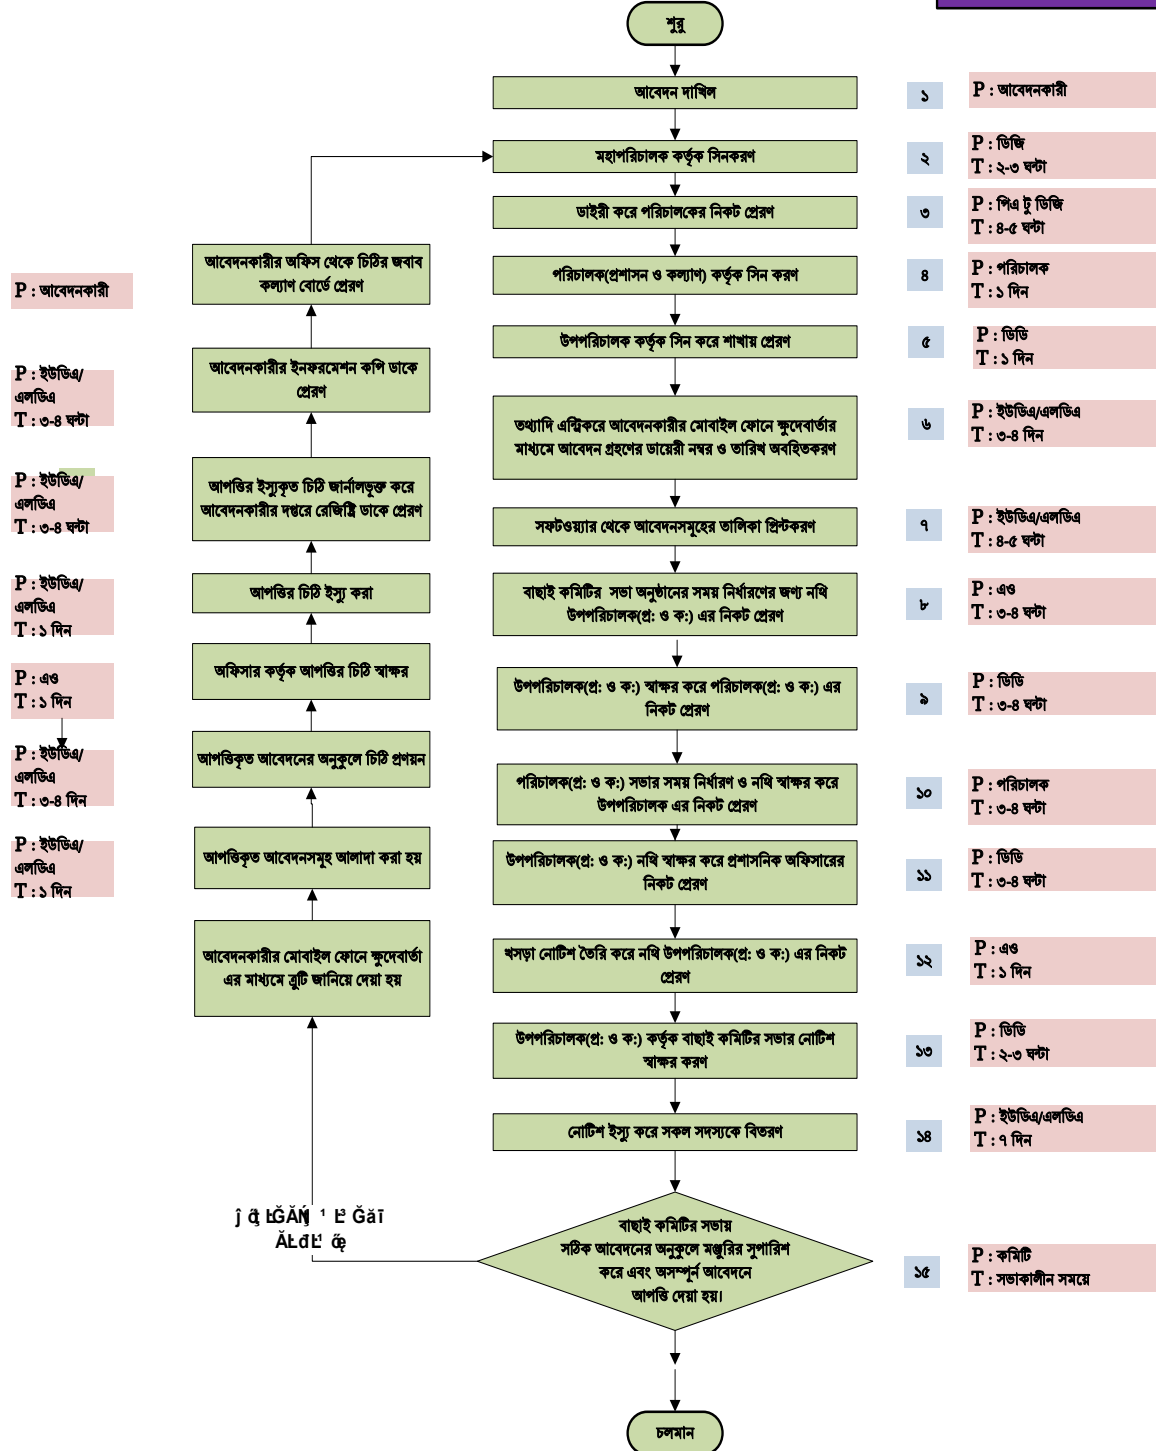 শুরু
আবেদন দাখিল
১
P : আবেদনকারী
মহাপরিচালক কর্তৃক সিনকরণ
২
P : ডিজি
T : ২-৩ ঘন্টা
ডাইরী করে পরিচালকের নিকট প্রেরণ
৩
P : পিএ টু ডিজি
T : ৪-৫ ঘন্টা
পরিচালক(প্রশাসন ও কল্যাণ) কর্তৃক সিন করণ
৪
P : পরিচালক
T : ১ দিন
উপপরিচালক কর্তৃক সিন করে শাখায় প্রেরণ
৫
P : ডিডি
T : ১ দিন
তথ্যাদি এন্ট্রিকরে আবেদনকারীর মোবাইল ফোনে ক্ষুদেবার্তার
মাধ্যমে আবেদন গ্রহণের ডায়েরী নম্বর ও তারিখ অবহিতকরণ
৬
P : ইউডিএ/এলডিএ
T : ৩-৪ দিন
সফটওয়্যার থেকে আবেদনসমূহের তালিকা প্রিন্টকরণ
৭
P : ইউডিএ/এলডিএ
T : ৪-৫ ঘন্টা
বাছাই কমিটির সভা অনুষ্ঠানের সময় নির্ধারণের জণ্য নথি
উপপরিচালক(প্র: ও ক:) এর নিকট প্রেরণ
৮
P : এও
T : ৩-৪ ঘন্টা
উপপরিচালক(প্র: ও ক:) স্বাক্ষর করে পরিচালক(প্র: ও ক:) এর
নিকট প্রেরণ
৯
P : ডিডি
T : ৩-৪ ঘন্টা
পরিচালক(প্র: ও ক:) সভার সময় নির্ধারণ ও নথি স্বাক্ষর করে
উপপরিচালক এর নিকট প্রেরণ
১০
P : পরিচালক
T : ৩-৪ ঘন্টা
উপপরিচালক(প্র: ও ক:) নথি স্বাক্ষর করে প্রশাসনিক অফিসারের
নিকট প্রেরণ
১১
P : ডিডি
T : ৩-৪ ঘন্টা
খসড়া নোটিশ তৈরি করে নথি উপপরিচালক(প্র: ও ক:) এর নিকট
প্রেরণ
১২
P : এও
T : ১ দিন
উপপরিচালক(প্র: ও ক:) কর্তৃক বাছাই কমিটির সভার নোটিশ
স্বাক্ষর করণ
১৩
P : ডিডি
T : ২-৩ ঘন্টা
নোটিশ ইস্যু করে সকল সদস্যকে বিতরণ
১৪
P : ইউডিএ/এলডিএ
T : ৭ দিন
বাছাই কমিটির সভায়
সঠিক আবেদনের অনুকুলে মঞ্জুরির সুপারিশ
করে এবং অসম্পূর্ন আবেদনে
আপত্তি দেয়া হয়।
১৫
P : কমিটি
T : সভাকালীন সময়ে
চলমান
আবেদনকারীর অফিস থেকে চিঠির জবাব
কল্যাণ বোর্ডে প্রেরণ
P : আবেদনকারী
আবেদনকারীর ইনফরমেশন কপি ডাকে
প্রেরণ
P : ইউডিএ/
এলডিএ
T : ৩-৪ ঘন্টা
আপত্তির ইস্যুকৃত চিঠি জার্নালভূক্ত করে
আবেদনকারীর দপ্তরে রেজিষ্ট্রি ডাকে প্রেরণ
P : ইউডিএ/
এলডিএ
T : ৩-৪ ঘন্টা
আপত্তির চিঠি ইস্যু করা
P : ইউডিএ/
এলডিএ
T : ১ দিন
অফিসার কর্তৃক আপত্তির চিঠি স্বাক্ষর
P : এও
T : ১ দিন
আপত্তিকৃত আবেদনের অনুকুলে চিঠি প্রণয়ন
P : ইউডিএ/
এলডিএ
T : ৩-৪ দিন
আপত্তিকৃত আবেদনসমূহ আলাদা করা হয়
P : ইউডিএ/
এলডিএ
T : ১ দিন
আবেদনকারীর মোবাইল ফোনে ক্ষুদেবার্তা
এর মাধ্যমে ত্রুটি জানিয়ে দেয়া হয়